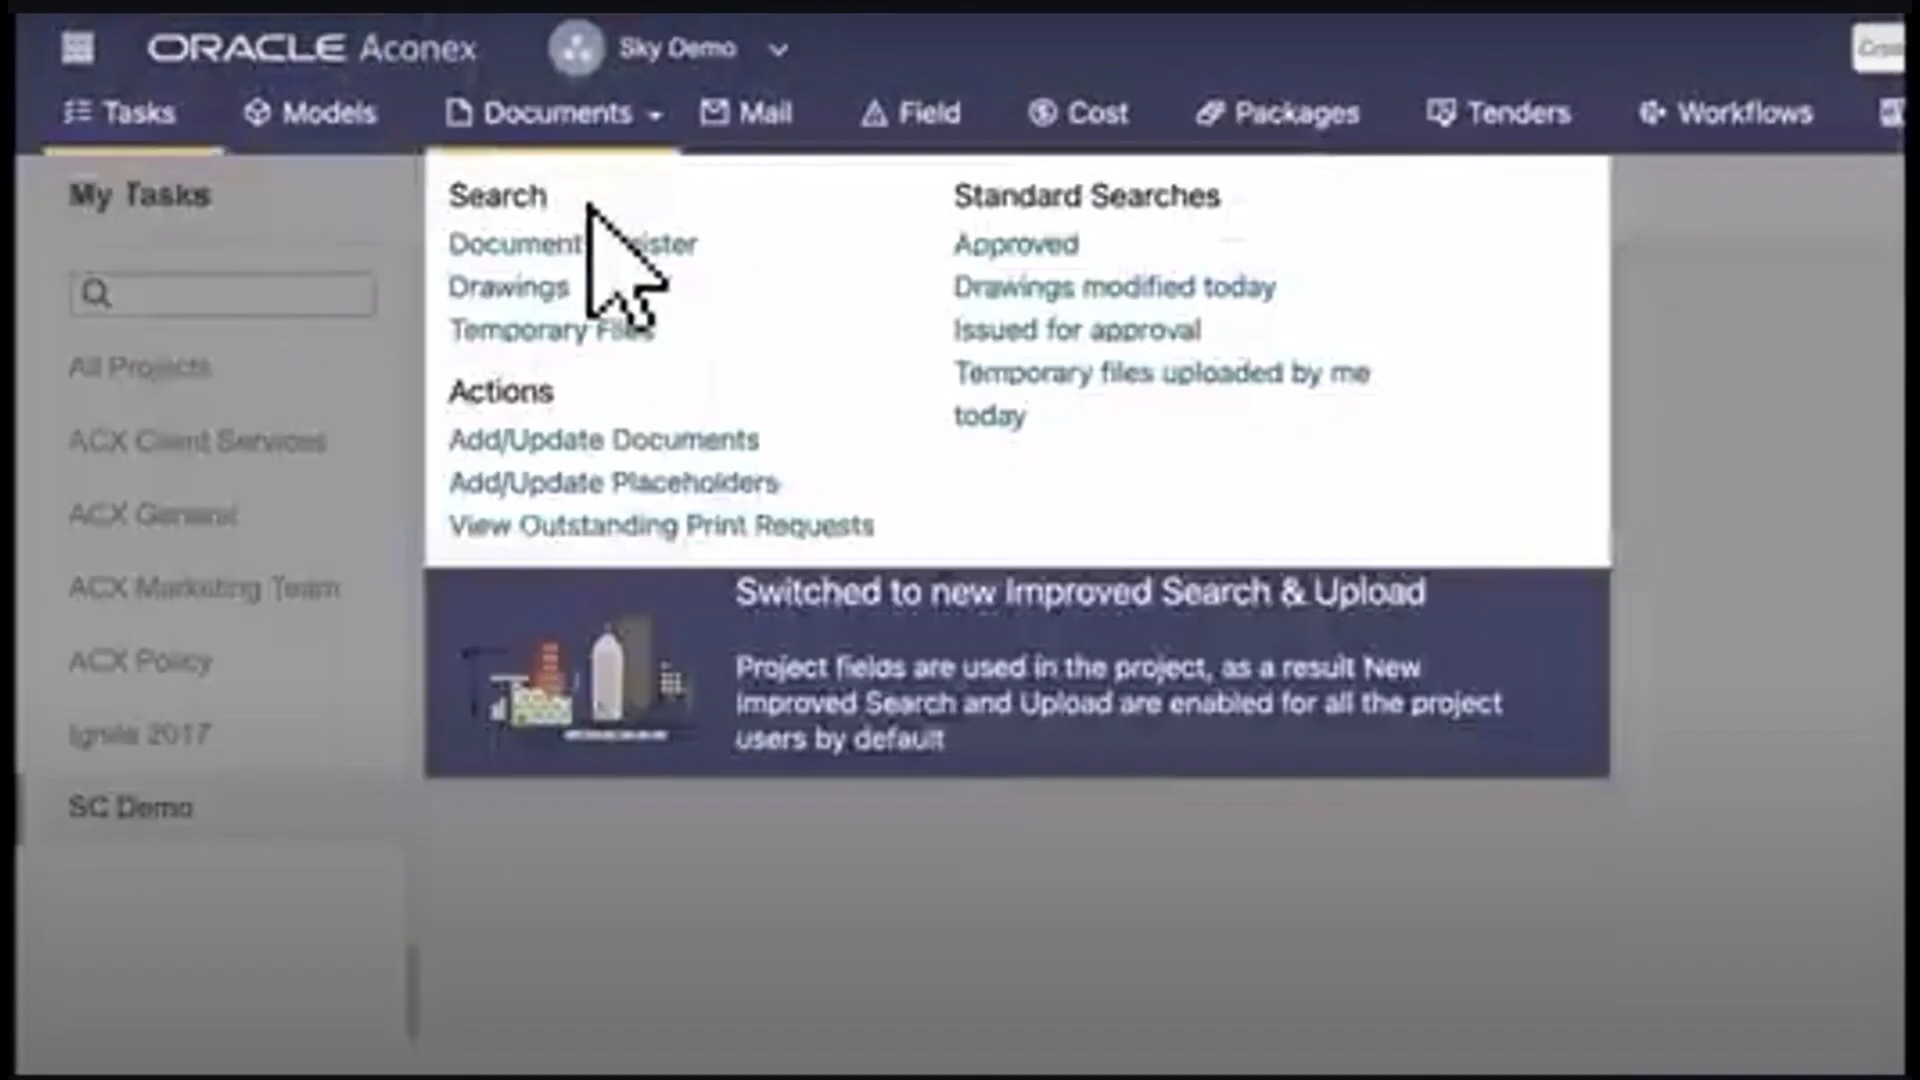 ORACLE Aconex
Sky Demo
Tasks
Models
Documents
Mail
Field
Cost
Packages
Tenders
Workflows
My Tasks
All Projects
ACX Client Services
ACX General
ACX Marketing Team
ACX Policy
Ignite 2017
SC Demo
Search
Document
Drawings
Temporary Files
Actions
Add/Update Documents
Add/Update Placeholders
View Outstanding Print Requests
Standard Searches
Approved
Drawings modified today
Issued for approval
Temporary files uploaded by me
today
Switched to new Improved Search & Upload
Project fields are used in the project, as a result New
Improved Search and Upload are enabled for all the project
users by default